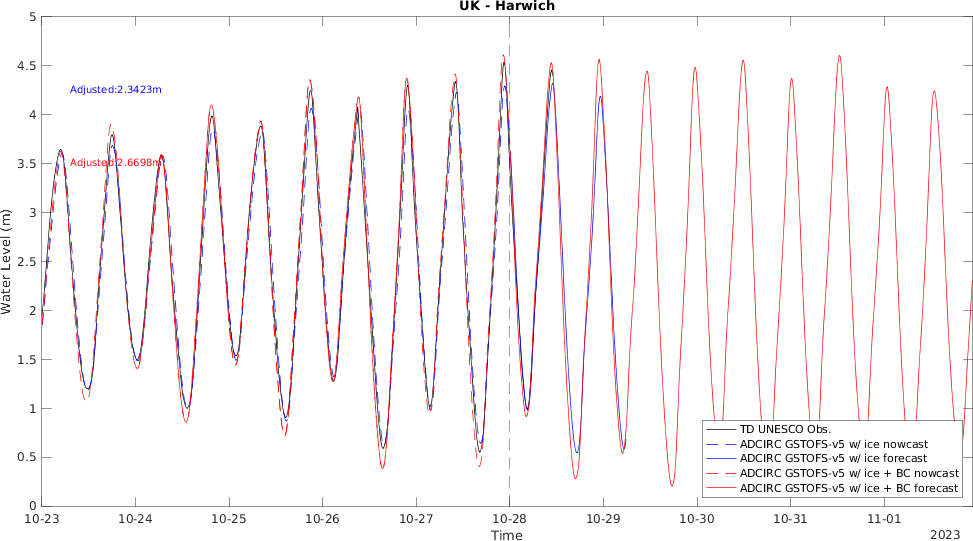 UK - Harwich
5
4.5
4
3.5
3
2.5
2
1.5
1
0.5
0
Water Level (m)
Adjusted:2.3423m
Adjusted:2.6698m
TD UNESCO Obs.
ADCIRC GSTOFS-v5 w/ ice nowcast
ADCIRC GSTOFS-v5 w/ ice forecast
ADCIRC GSTOFS-v5 w/ ice + BC nowcast
ADCIRC GSTOFS-v5 w/ ice + BC forecast
10-23 10-24 10-25 10-26 10-27 10-28 10-29 10-30 10-31 11-01
Time
2023